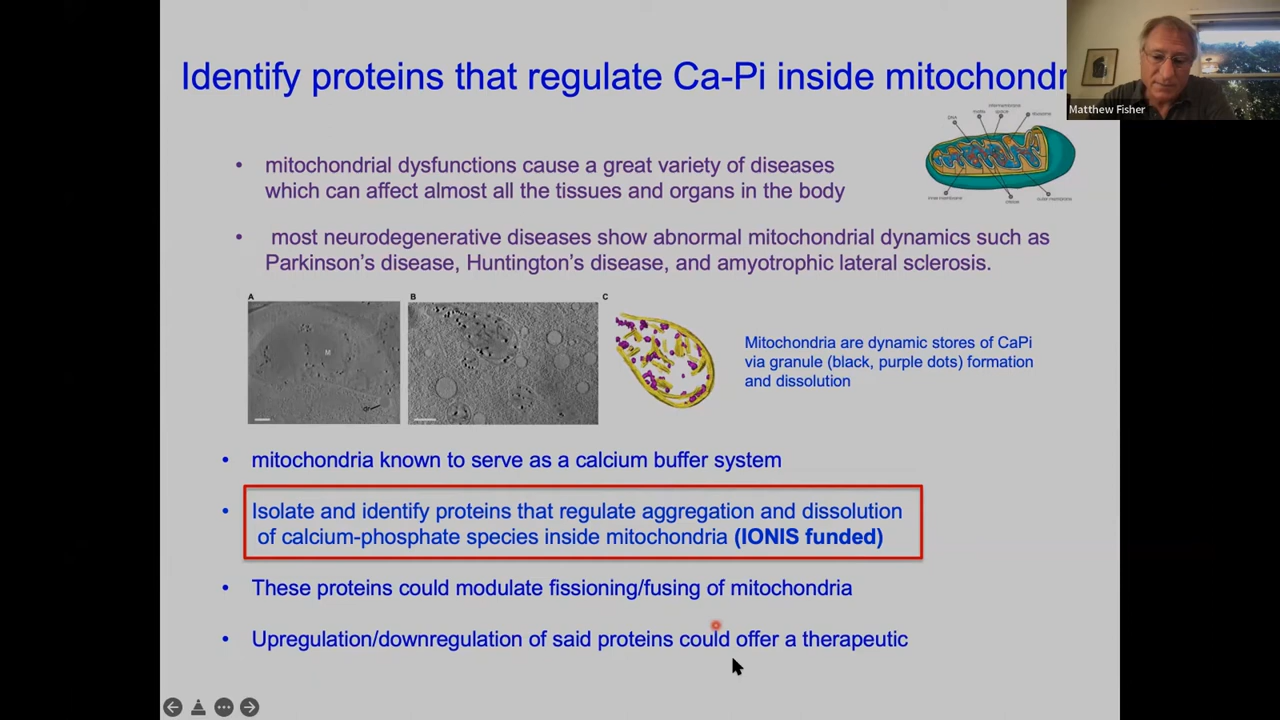 Identify proteins that regulate Ca-Pi inside mitochondr
Matthew Fisher
• mitochondrial dysfunctions cause a great variety of diseases
which can affect almost all the tissues and organs in the body
• most neurodegenerative diseases show abnormal mitochondrial dynamics such as
Parkinson's disease, Huntington's disease, and amyotrophic lateral sclerosis.
A
B
C
M
Mitochondria are dynamic stores of CaPi
via granule (black, purple dots) formation
and dissolution
• mitochondria known to serve as a calcium buffer system
• Isolate and identify proteins that regulate aggregation and dissolution
of calcium-phosphate species inside mitochondria (IONIS funded)
• These proteins could modulate fissioning/fusing of mitochondria
• Upregulation/downregulation of said proteins could offer a therapeutic